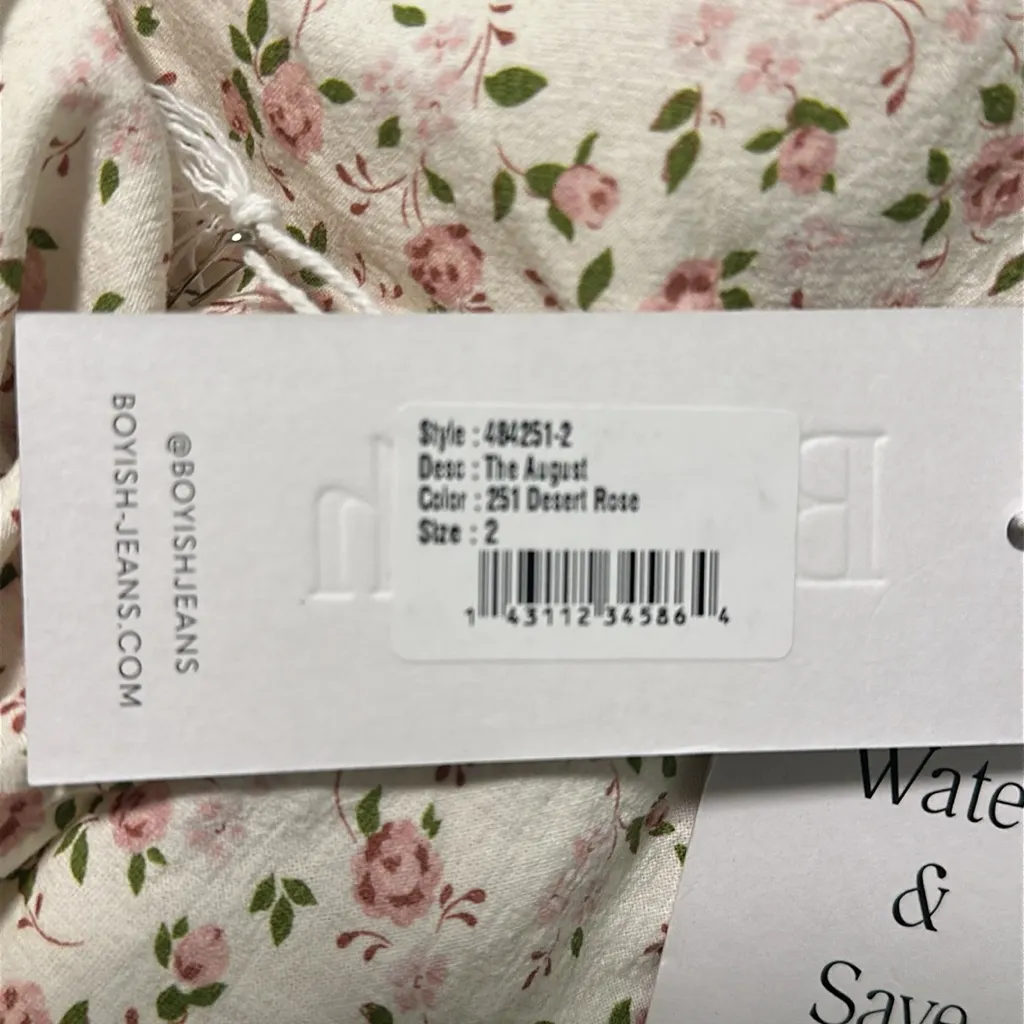 @BOYISHJEANS
BOYISH-JEANS.COM
Style : 484251-2
Desc : The August
Color : 251 Desert Rose
Size : 2
1 43112 34586 4
Wate
&
Save